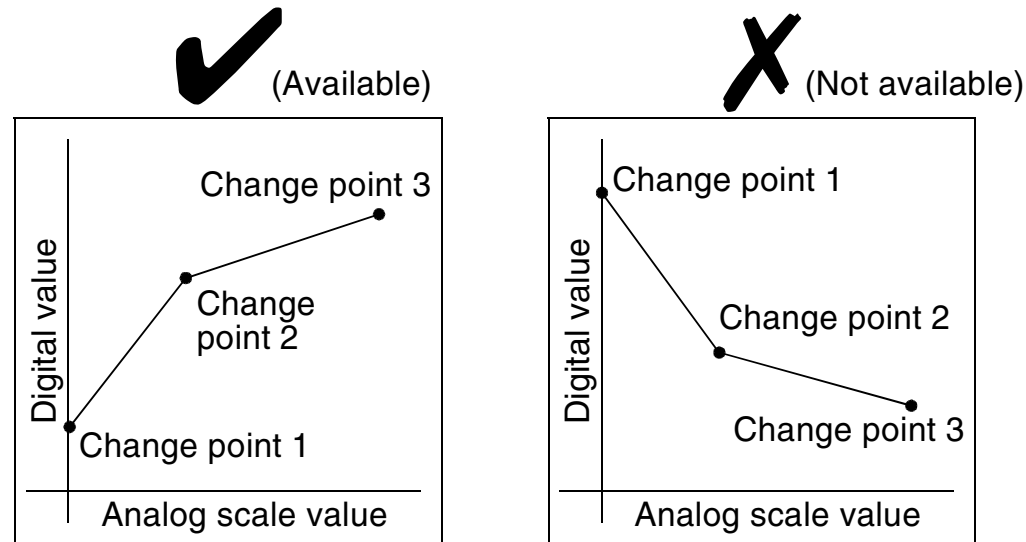 (Available)
Change point 3
Change
point 2
Change point 1
Digital value
Analog scale value
(Not available)
Change point 1
Change point 2
Change point 3
Digital value
Analog scale value